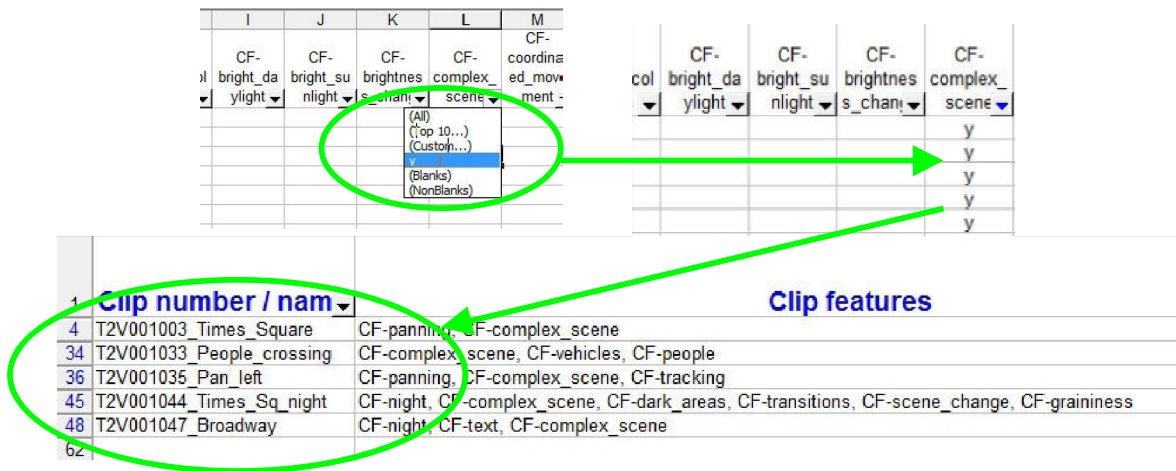 I J K L M
CF-
CF- CF- CF- CF- coordina
ol bright_da bright_su brightnes complex_ ed_mov
ylight nlight s_chang scene ment
(All)
(Top 10...)
(Custom...)
y
(Blanks)
(NonBlanks)
CF- CF- CF- CF-
col bright_da bright_su brightnes complex_
ylight nlight s_chang scene
y
y
y
y
y
1 Clip number / nam Clip features
4 T2V001003_Times_Square CF-panning, CF-complex_scene
34 T2V001033_People_crossing CF-complex_scene, CF-vehicles, CF-people
36 T2V001035_Pan_left CF-panning, CF-complex_scene, CF-tracking
45 T2V001044_Times_Sq_night CF-night, CF-complex_scene, CF-dark_areas, CF-transitions, CF-scene_change, CF-graininess
48 T2V001047_Broadway CF-night, CF-text, CF-complex_scene
62